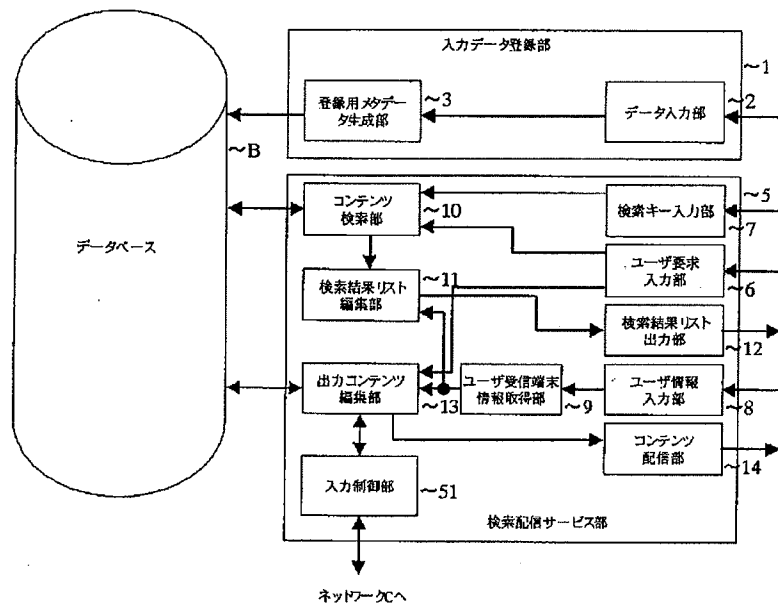 入力データ登録部
~1
登録用メタデー
タ生成部
~3
データ入力部
~2
~B
データベース
コンテンツ
検索部
~10
検索キー入力部
~5
~7
ユーザ要求
入力部
~6
検索結果リスト
編集部
~11
検索結果リスト
出力部
~12
出力コンテンツ
編集部
~13
ユーザ受信端末
情報取得部
~9
ユーザ情報
入力部
~8
コンテンツ
配信部
~14
入力制御部
~51
検索配信サービス部
ネットワークCへ